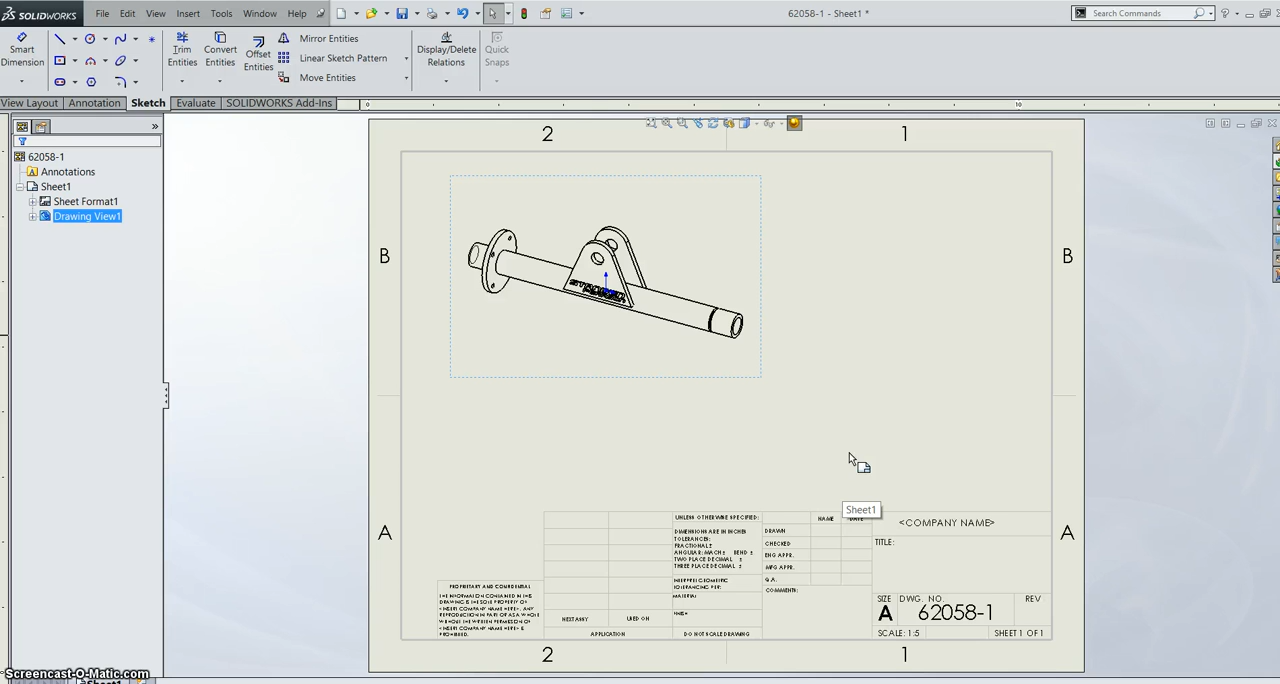 SOLIDWORKS File Edit View Insert Tools Window Help 62058-1 - Sheet1 * Search Commands ?
Smart Dimension
Trim Entities
Convert Entities
Offset Entities
Mirror Entities
Linear Sketch Pattern
Move Entities
Display/Delete Relations
Quick Snaps
View Layout Annotation Sketch Evaluate SOLIDWORKS Add-Ins
0 10
62058-1
Annotations
Sheet1
Sheet Format1
Drawing View1
2 1
B B
A A
Sheet1
UNLESS OTHERWISE SPECIFIED:
DIMENSIONS ARE IN INCHES
TOLERANCES:
FRACTIONAL±
ANGULAR: MACH± BEND ±
TWO PLACE DECIMAL ±
THREE PLACE DECIMAL ±
INTERPRET GEOMETRIC
TOLERANCING PER:
MATERIAL
FINISH
DO NOT SCALE DRAWING
NAME DATE
DRAWN
CHECKED
ENG APPR.
MFG APPR.
Q.A.
COMMENTS:
<COMPANY NAME>
TITLE:
SIZE DWG. NO. REV
A 62058-1
SCALE: 1:5 SHEET 1 OF 1
PROPRIETARY AND CONFIDENTIAL
THE INFORMATION CONTAINED IN THIS
DRAWING IS THE SOLE PROPERTY OF
<INSERT COMPANY NAME HERE>. ANY
REPRODUCTION IN PART OR AS A WHOLE
WITHOUT THE WRITTEN PERMISSION OF
<INSERT COMPANY NAME HERE> IS
PROHIBITED.
NEXT ASSY USED ON
APPLICATION
2 1
Screencast-O-Matic.com
Sheet1